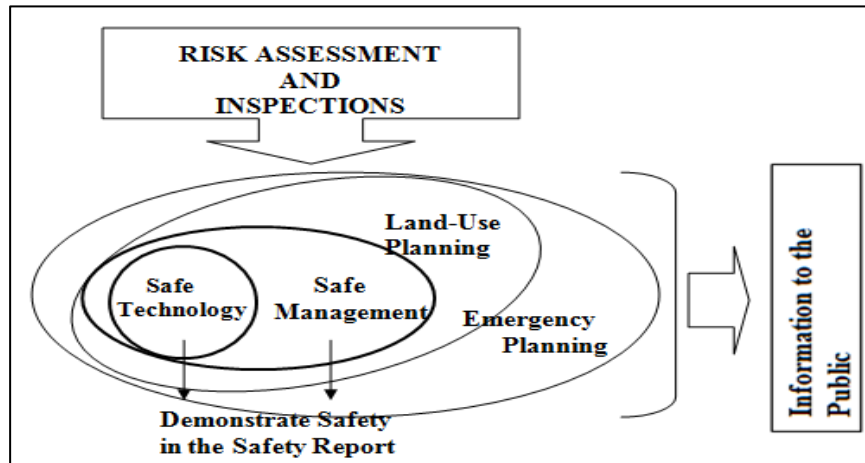 RISK ASSESSMENT
AND
INSPECTIONS
Land-Use
Planning
Safe
Technology
Safe
Management
Emergency
Planning
Demonstrate Safety
in the Safety Report
Information to the
Public